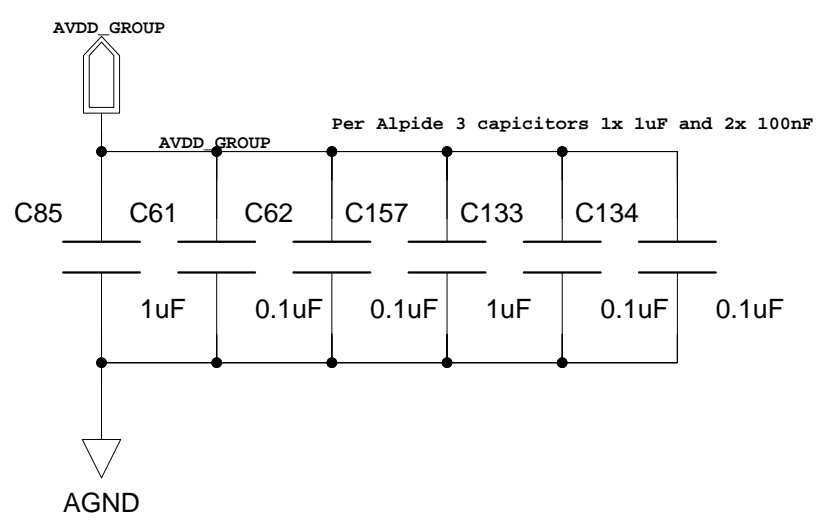 AVDD_GROUP
Per Alpide 3 capicitors 1x 1uF and 2x 100nF
AVDD_GROUP
C85 C61 C62 C157 C133 C134
1uF 0.1uF 0.1uF 1uF 0.1uF 0.1uF
AGND